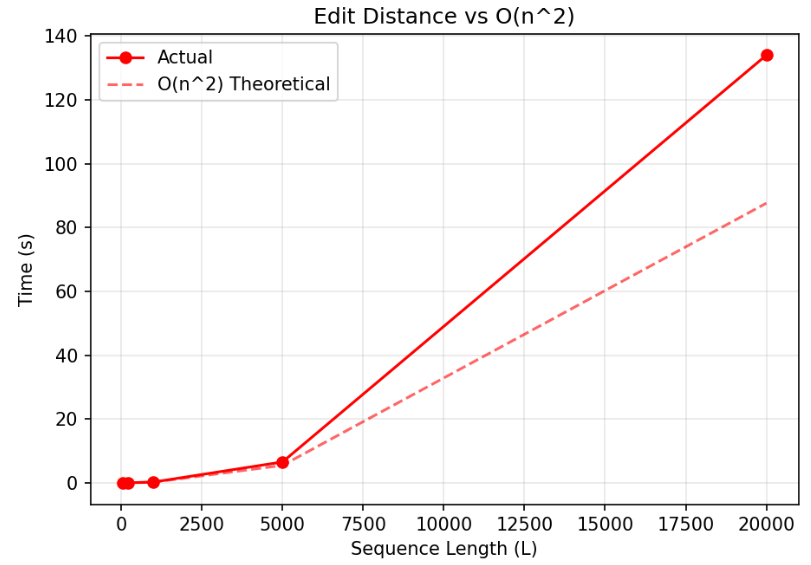 Edit Distance vs O(n^2)
Actual
O(n^2) Theoretical
140
120
100
80
60
40
20
0
Time (s)
0 2500 5000 7500 10000 12500 15000 17500 20000
Sequence Length (L)